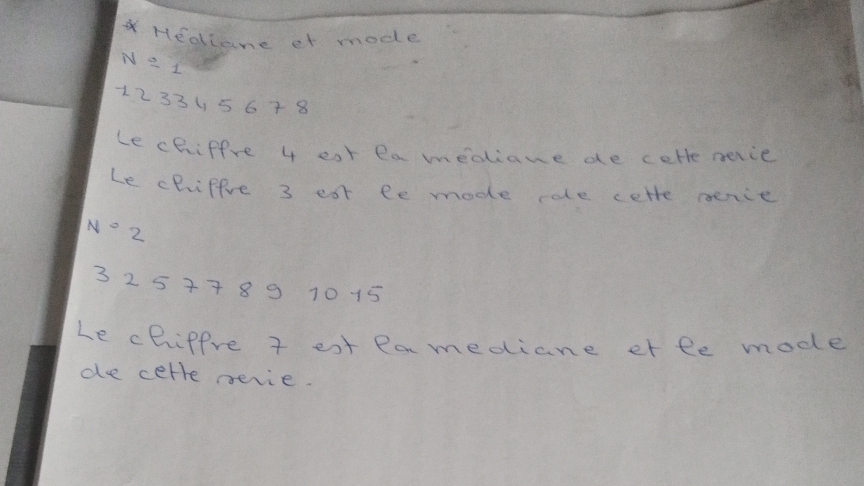 * Médiane et mode
N° 1
1 2 3 3 4 5 6 7 8
Le chiffre 4 est la médiane de cette serie
Le chiffre 3 est le mode de cette serie
N° 2
3 2 5 7 7 8 9 10 15
Le chiffre 7 est la mediane et le mode
de cette serie.